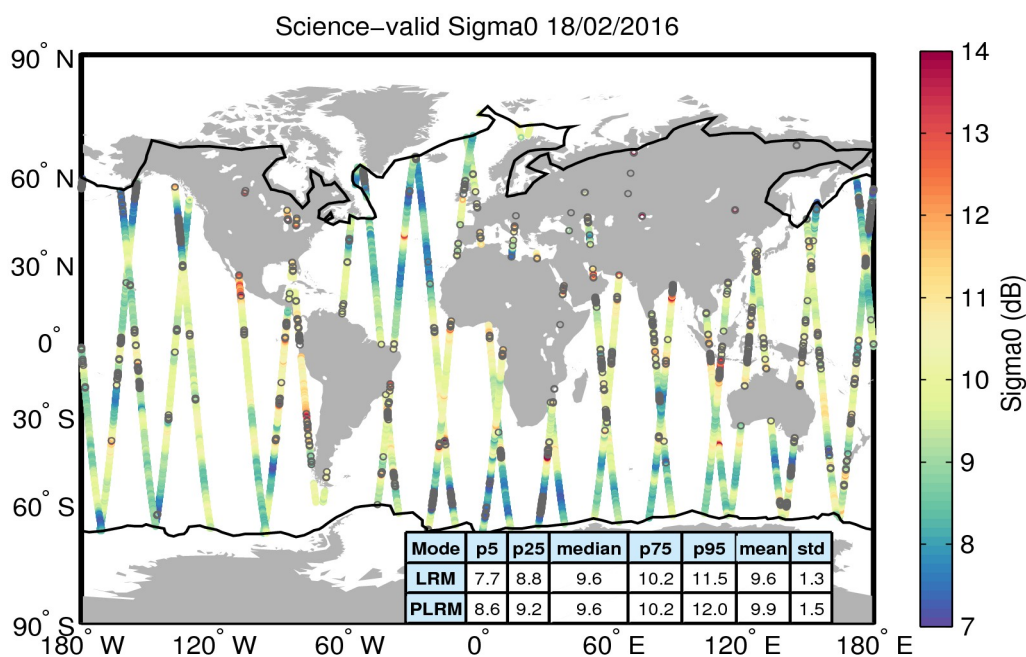 Science−valid Sigma0 18/02/2016
90° N
60° N
30° N
0°
30° S
60° S
90° S
180° W
120° W
60° W
0°
60° E
120° E
180° E
14
13
12
11
10
9
8
7
Sigma0 (dB)
Mode p5 p25 median p75 p95 mean std
LRM 7.7 8.8 9.6 10.2 11.5 9.6 1.3
PLRM 8.6 9.2 9.6 10.2 12.0 9.9 1.5